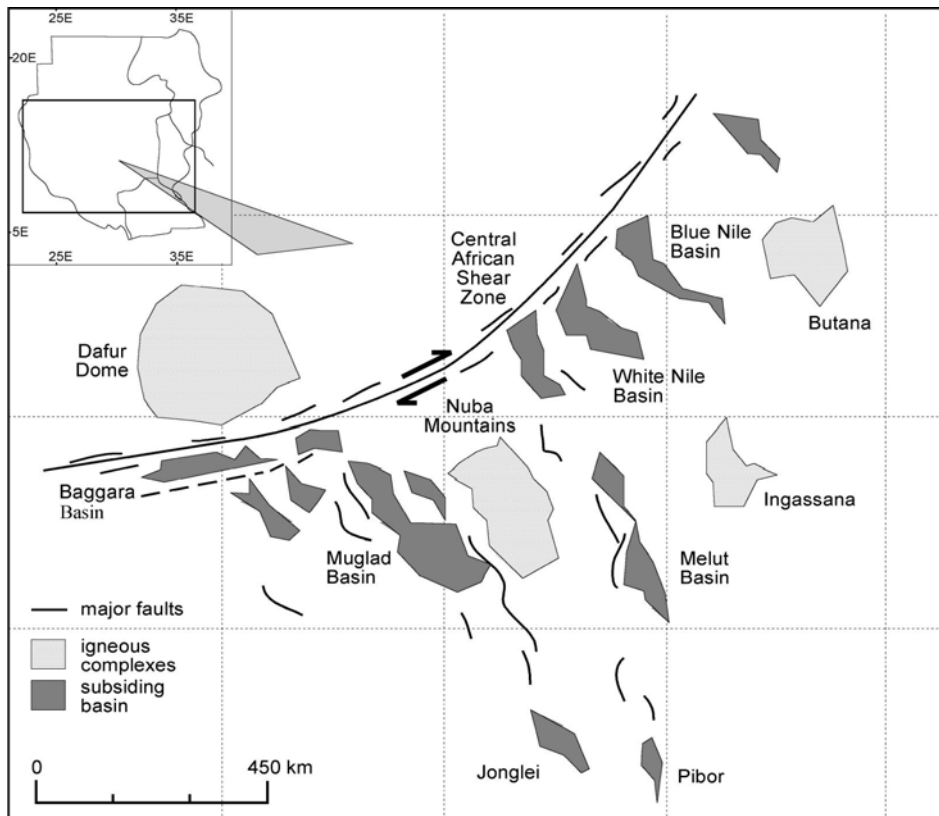 25E
35E
20E
5E
25E
35E
Central
African
Shear
Zone
Blue Nile
Basin
Butana
Dafur
Dome
White Nile
Basin
Nuba
Mountains
Baggara
Basin
Ingassana
Muglad
Basin
Melut
Basin
major faults
igneous
complexes
subsiding
basin
Jonglei
Pibor
0
450 km